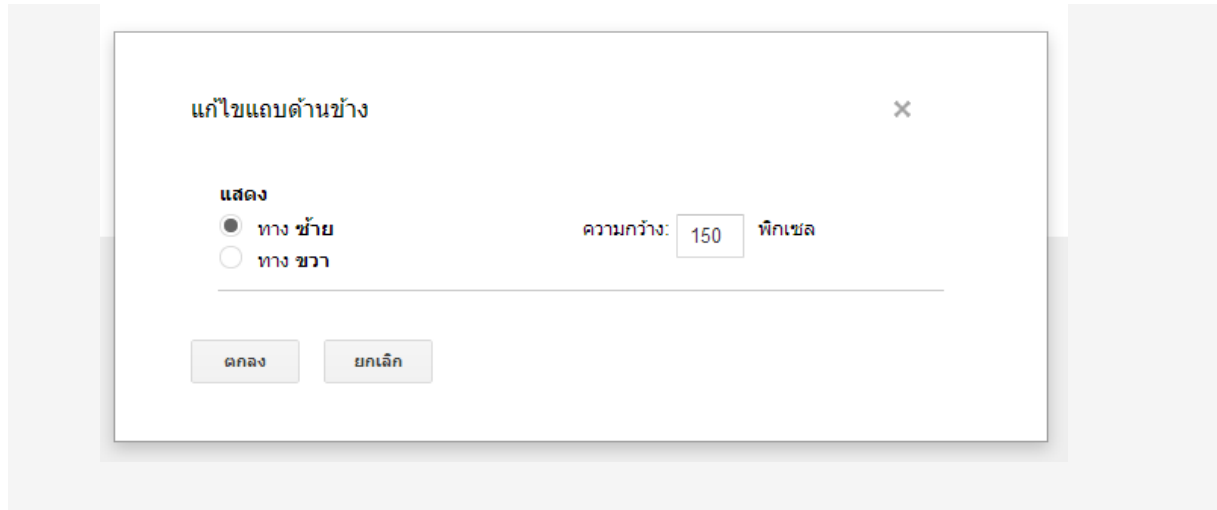 แก้ไขแถบด้านข้าง
แสดง
ทาง ซ้าย
ความกว้าง: 150 พิกเซล
ทาง ขวา
ตกลง
ยกเลิก